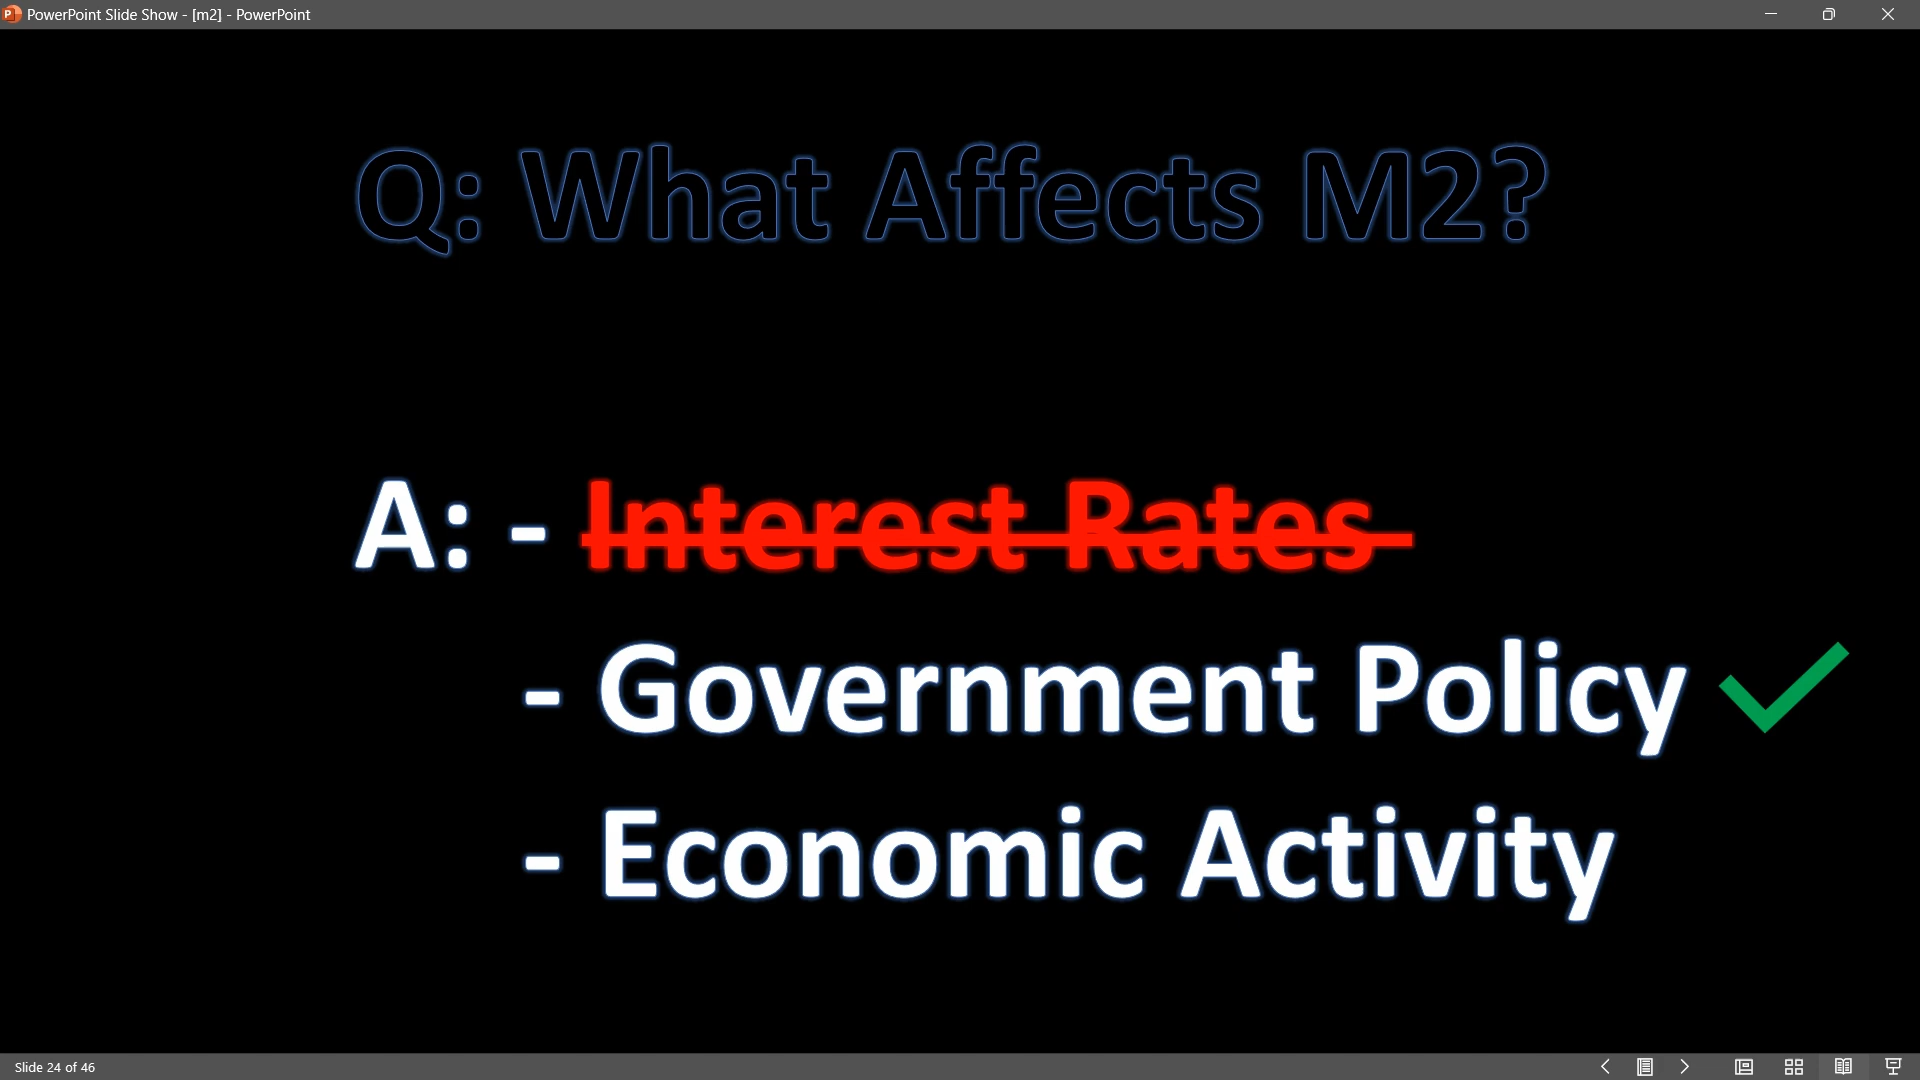 PowerPoint Slide Show - [m2] - PowerPoint
Q: What Affects M2?
A: - Interest Rates
- Government Policy
- Economic Activity
Slide 24 of 46